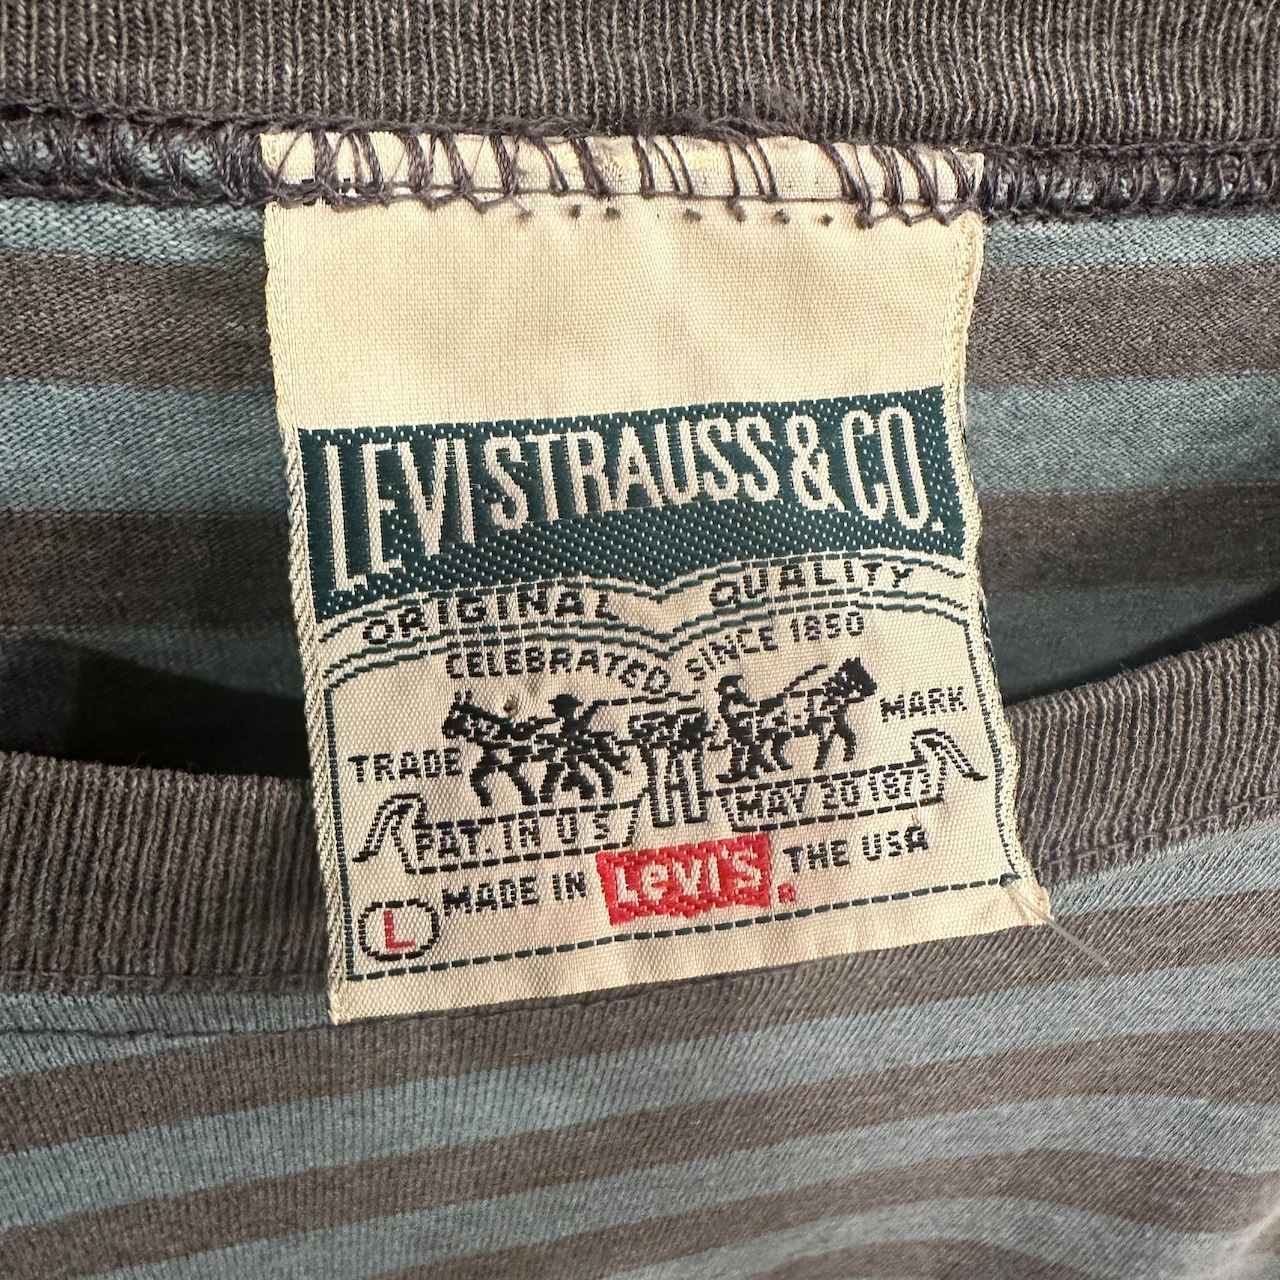 LEVI STRAUSS & CO.
ORIGINAL QUALITY
CELEBRATED SINCE 1850
TRADE MARK
PAT. IN U S MAY 20 1873
MADE IN Levi's THE USA
L